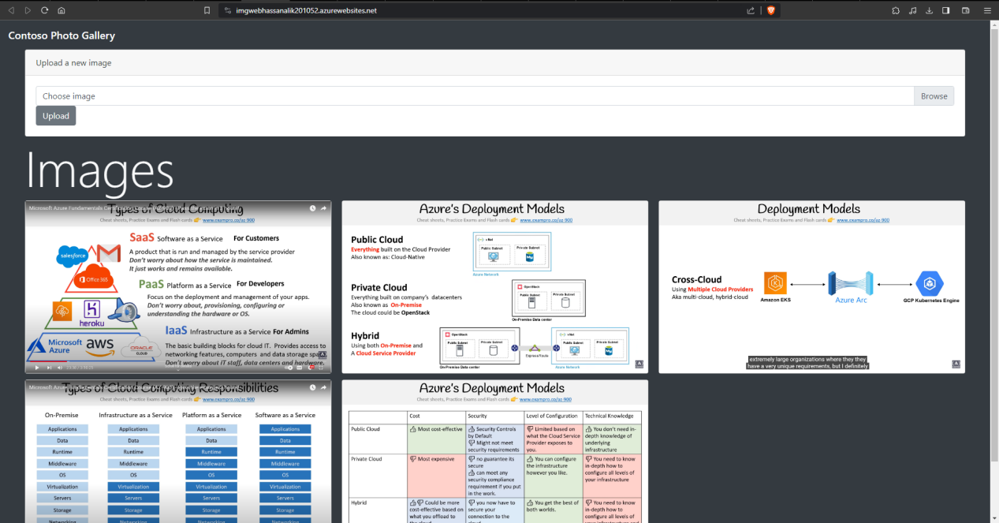 imgwebhassanalik201052.azurewebsites.net
Contoso Photo Gallery
Upload a new image
Choose image
Browse
Upload
Images
Types of Cloud Computing
Cheat sheets, Practice Exams and Flash cards 👉 www.exampro.co/az-900
SaaS Software as a Service For Customers
A product that is run and managed by the service provider
Don't worry about how the service is maintained.
It just works and remains available.
salesforce
Office 365
PaaS Platform as a Service For Developers
Focus on the deployment and management of your apps.
Don't worry about, provisioning, configuring or
understanding the hardware or OS.
heroku
IaaS Infrastructure as a Service For Admins
The basic building blocks for cloud IT. Provides access to
networking features, computers and data storage space
Don't worry about IT staff, data centers and hardware.
Microsoft
Azure
aws
ORACLE
CLOUD
Azure's Deployment Models
Cheat sheets, Practice Exams and Flash cards 👉 www.exampro.co/az-900
Public Cloud
Everything built on the Cloud Provider
Also known as: Cloud-Native
vNet
Public Subnet
Private Subnet
Azure Network
Private Cloud
Everything built on company's datacenters
Also known as On-Premise
The cloud could be OpenStack
OpenStack
Public Subnet
Private Subnet
On-Premise Data center
Hybrid
Using both On-Premise and
A Cloud Service Provider
OpenStack
Public Subnet
Private Subnet
On-Premise Data center
ExpressRoute
vNet
Public Subnet
Private Subnet
Azure Network
Deployment Models
Cheat sheets, Practice Exams and Flash cards 👉 www.exampro.co/az-900
Cross-Cloud
Using Multiple Cloud Providers
Aka multi-cloud, hybrid-cloud
Amazon EKS
Azure Arc
GCP Kubernetes Engine
extremely large organizations where they they
have a very unique requirements, but I definitely
Types of Cloud Computing Responsibilities
Cheat sheets, Practice Exams and Flash cards 👉 www.exampro.co/az-900
On-Premise Infrastructure as a Service Platform as a Service Software as a Service
Applications Applications Applications Applications
Data Data Data Data
Runtime Runtime Runtime Runtime
Middleware Middleware Middleware Middleware
OS OS OS OS
Virtualization Virtualization Virtualization Virtualization
Servers Servers Servers Servers
Storage Storage Storage Storage
Networking Networking Networking Networking
Azure's Deployment Models
Cheat sheets, Practice Exams and Flash cards 👉 www.exampro.co/az-900
Cost Security Level of Configuration Technical Knowledge
Public Cloud
Most cost-effective
Security Controls
by Default
Might not meet
security requirements
Limited based on
what the Cloud Service
Provider exposes to
you.
You don't need in-
depth knowledge of
underlying
infrastructure
Private Cloud
Most expensive
no guarantee its
secure
can meet any
security compliance
requirement if you put
in the work.
You can configure
the infrastructure
however you like.
You need to know
in-depth how to
configure all levels of
your infrastructure
Hybrid
Could be more
cost-effective based on
what you offload to
you now have to
secure your
connection to the
You get the best of
both worlds.
You need to know
in-depth how to
configure all levels of